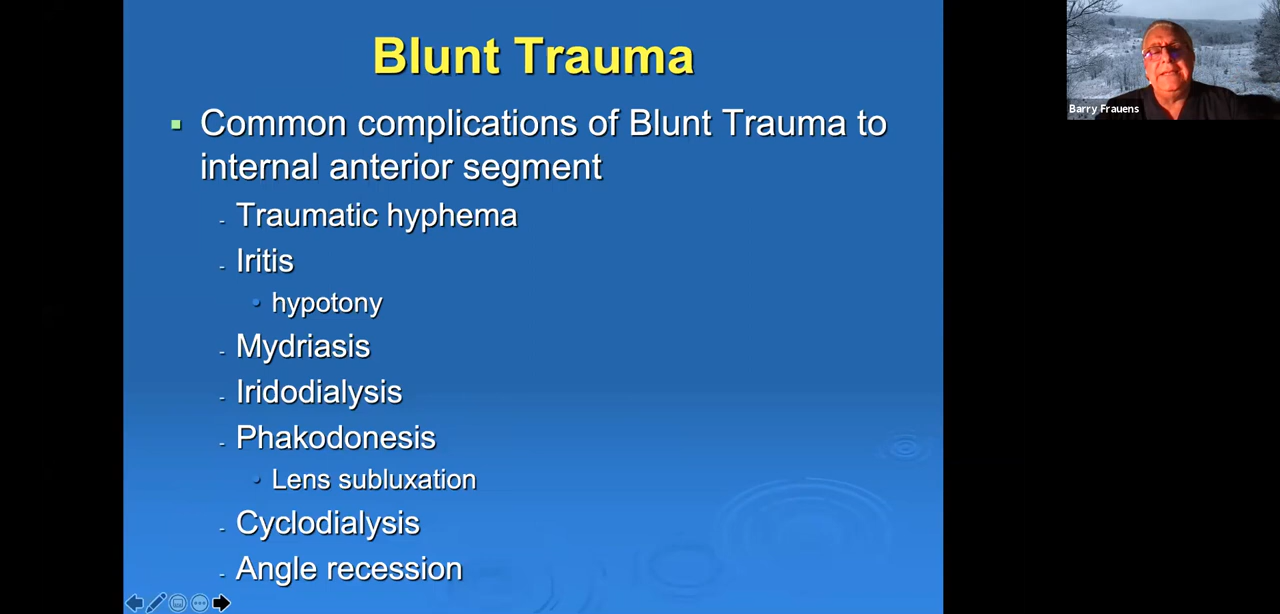 Blunt Trauma
Common complications of Blunt Trauma to
internal anterior segment
- Traumatic hyphema
- Iritis
• hypotony
- Mydriasis
- Iridodialysis
- Phakodonesis
• Lens subluxation
- Cyclodialysis
- Angle recession
Barry Frauens